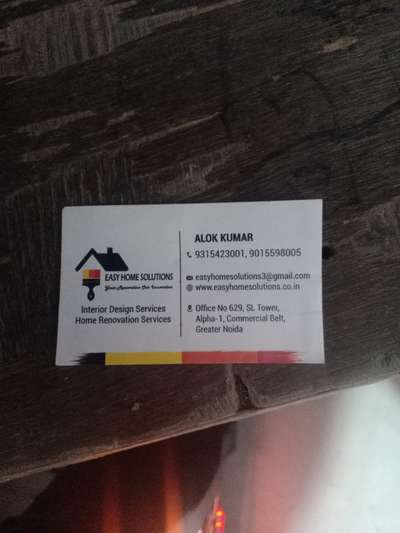 EASY HOME SOLUTIONS
Interior Design Services
Home Renovation Services
ALOK KUMAR
9315423001, 9015598005
easyhomesolutions3@gmail.com
www.easyhomesolutions.co.in
Office No 629, SL Tower,
Alpha-1, Commercial Belt,
Greater Noida